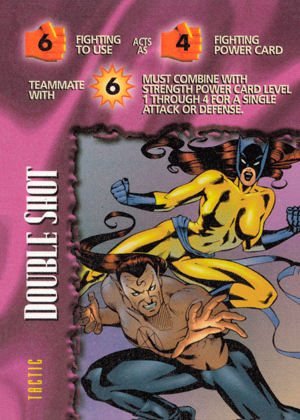 6 FIGHTING TO USE ACTS AS 4 FIGHTING POWER CARD
TEAMMATE WITH 6 MUST COMBINE WITH
STRENGTH POWER CARD LEVEL
1 THROUGH 4 FOR A SINGLE
ATTACK OR DEFENSE.
DOUBLE SHOT
TACTIC